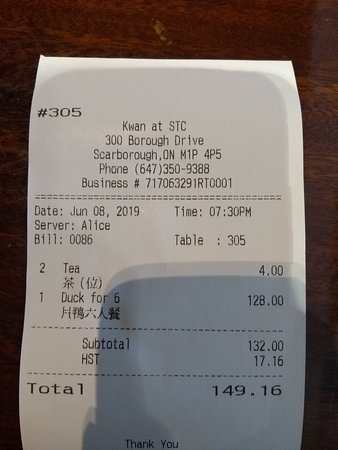 #305
Kwan at STC
300 Borough Drive
Scarborough,ON M1P 4P5
Phone (647)350-9388
Business # 717063291RT0001
Date: Jun 08, 2019 Time: 07:30PM
Server: Alice
Bill: 0086 Table : 305
2 Tea 4.00
茶(位)
1 Duck for 6 128.00
片鴨六人餐
Subtotal 132.00
HST 17.16
Total 149.16
Thank You